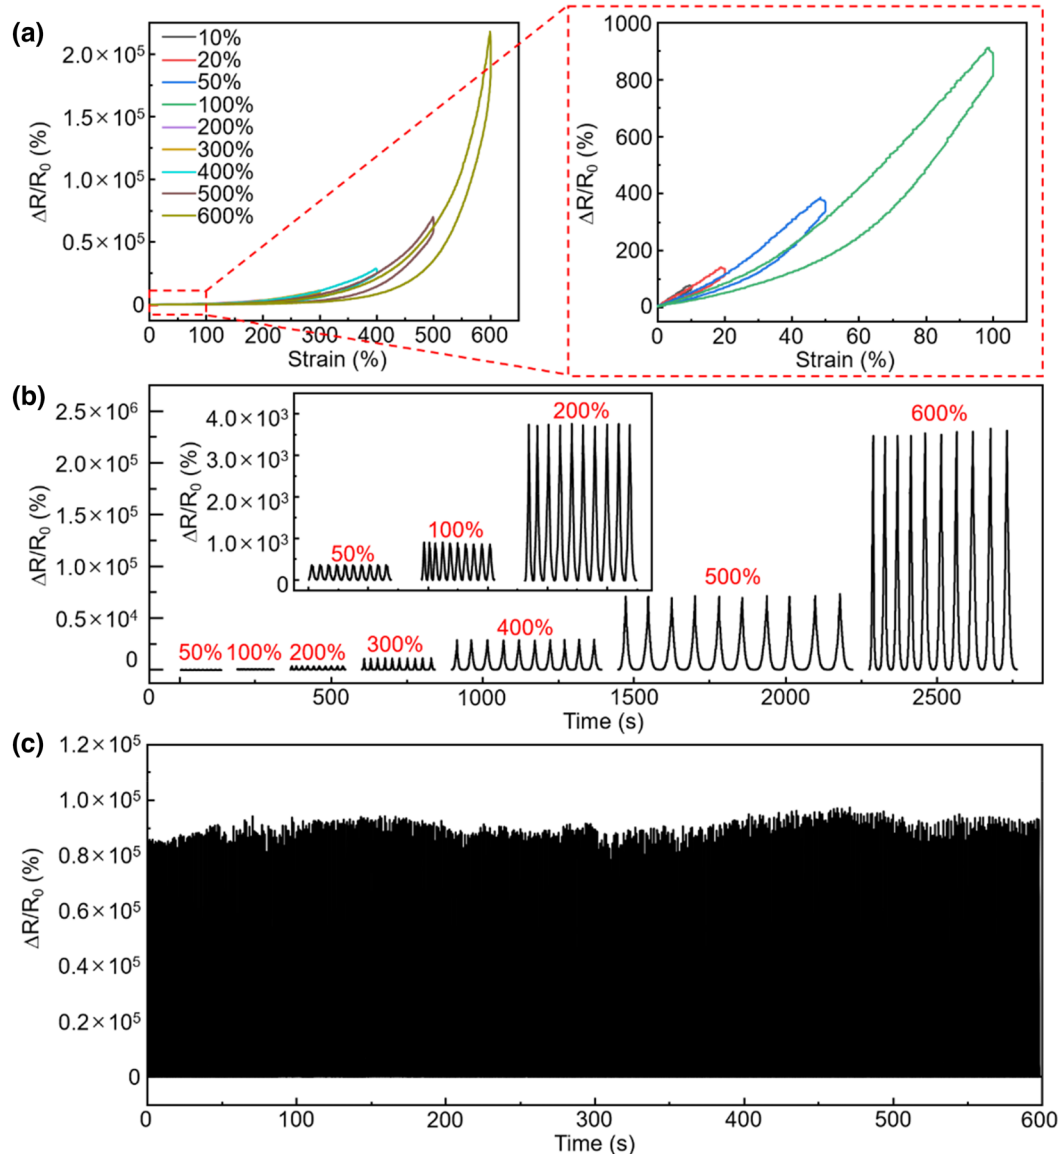 (a)
2.0×10⁵
1.5×10⁵
1.0×10⁵
0.5×10⁵
0
ΔR/R₀ (%)
10%
20%
50%
100%
200%
300%
400%
500%
600%
0 100 200 300 400 500 600
Strain (%)
1000
800
600
400
200
0
ΔR/R₀ (%)
0 20 40 60 80 100
Strain (%)
(b)
2.5×10⁶
2.0×10⁵
1.5×10⁵
1.0×10⁵
0.5×10⁴
0
ΔR/R₀ (%)
4.0×10³
3.0×10³
2.0×10³
1.0×10³
0
ΔR/R₀ (%)
50%
100%
200%
50% 100% 200% 300% 400% 500% 600%
0 500 1000 1500 2000 2500
Time (s)
(c)
1.2×10⁵
1.0×10⁵
0.8×10⁵
0.6×10⁵
0.4×10⁵
0.2×10⁵
0
ΔR/R₀ (%)
0 100 200 300 400 500 600
Time (s)